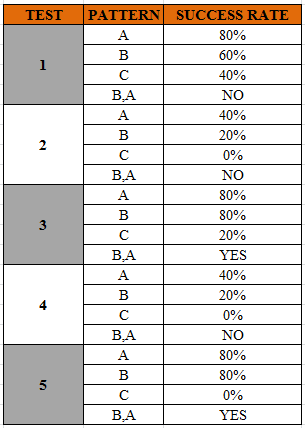 TEST PATTERN SUCCESS RATE
1 A 80%
B 60%
C 40%
B,A NO
2 A 40%
B 20%
C 0%
B,A NO
3 A 80%
B 80%
C 20%
B,A YES
4 A 40%
B 20%
C 0%
B,A NO
5 A 80%
B 80%
C 0%
B,A YES